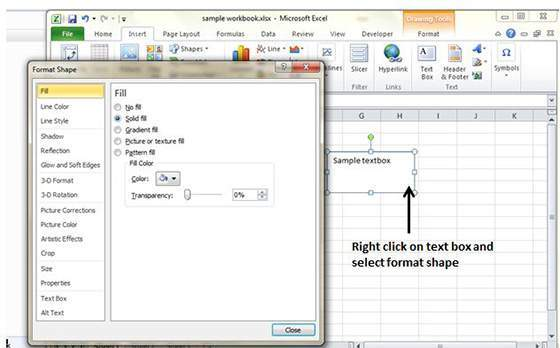 sample workbook.xlsx - Microsoft Excel
Drawing Tools
File Home Insert Page Layout Formulas Data Review View Developer Format
Shapes Line
Slicer Hyperlink Text Box Header & Footer Symbols
Filter Links Text
Format Shape
Fill
Line Color
Line Style
Shadow
Reflection
Glow and Soft Edges
3-D Format
3-D Rotation
Picture Corrections
Picture Color
Artistic Effects
Crop
Size
Properties
Text Box
Alt Text
Fill
No fill
Solid fill
Gradient fill
Picture or texture fill
Pattern fill
Fill Color
Color:
Transparency: 0%
Close
G H I J K
Sample textbox
Right click on text box and
select format shape